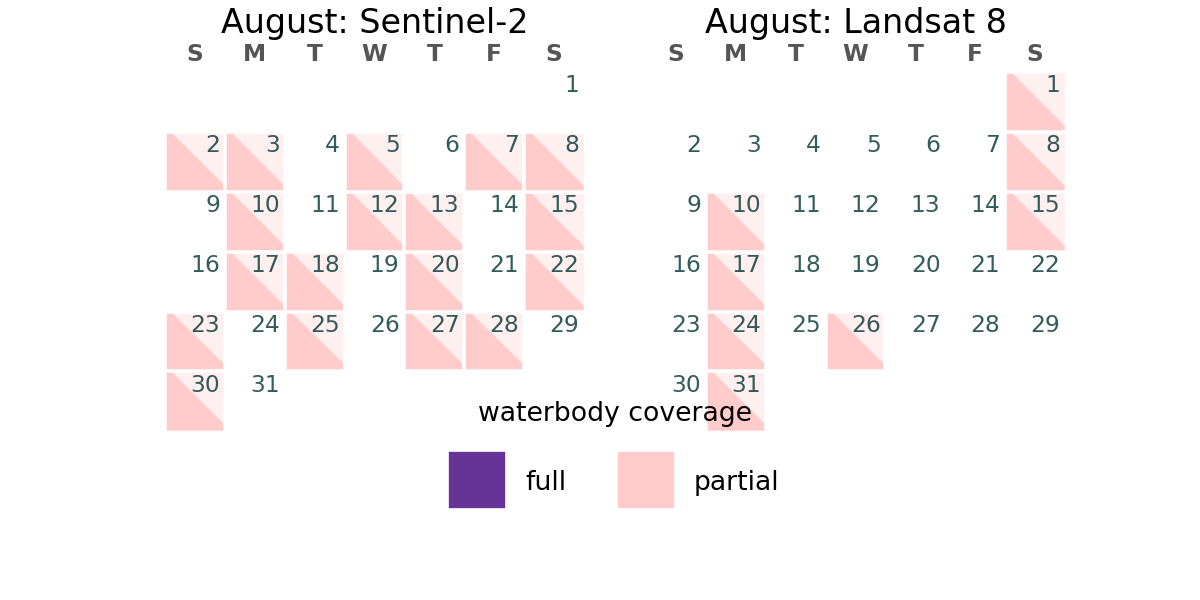 August: Sentinel-2
S M T W T F S
1
2 3 4 5 6 7 8
9 10 11 12 13 14 15
16 17 18 19 20 21 22
23 24 25 26 27 28 29
30 31
August: Landsat 8
S M T W T F S
1
2 3 4 5 6 7 8
9 10 11 12 13 14 15
16 17 18 19 20 21 22
23 24 25 26 27 28 29
30 31
waterbody coverage
full partial